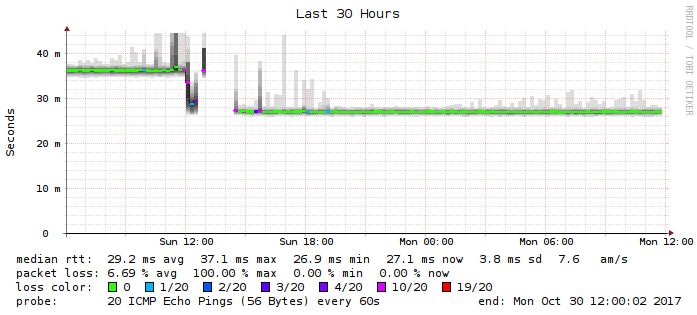 Last 30 Hours
RRDTOOL / TOBI OETIKER
Seconds
40 m
30 m
20 m
10 m
0
Sun 12:00 Sun 18:00 Mon 00:00 Mon 06:00 Mon 12:00
median rtt: 29.2 ms avg 37.1 ms max 26.9 ms min 27.1 ms now 3.8 ms sd 7.6 am/s
packet loss: 6.69 % avg 100.00 % max 0.00 % min 0.00 % now
loss color: 0 1/20 2/20 3/20 4/20 10/20 19/20
probe: 20 ICMP Echo Pings (56 Bytes) every 60s end: Mon Oct 30 12:00:02 2017